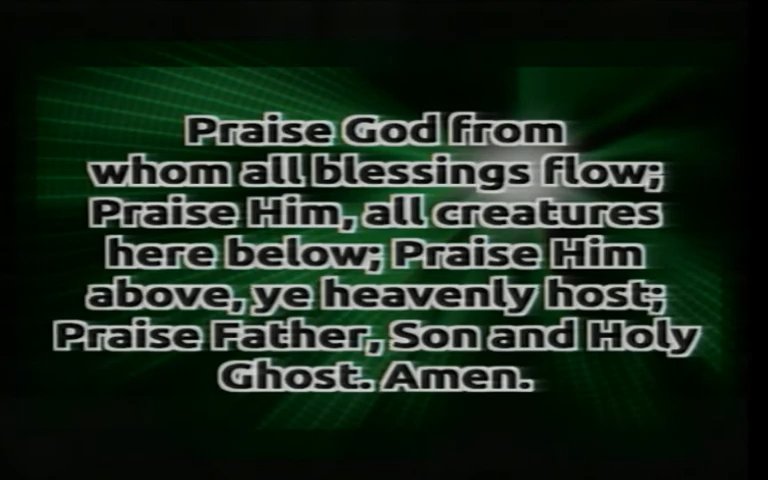 Praise God from
whom all blessings flow;
Praise Him, all creatures
here below; Praise Him
above, ye heavenly host;
Praise Father, Son and Holy
Ghost. Amen.